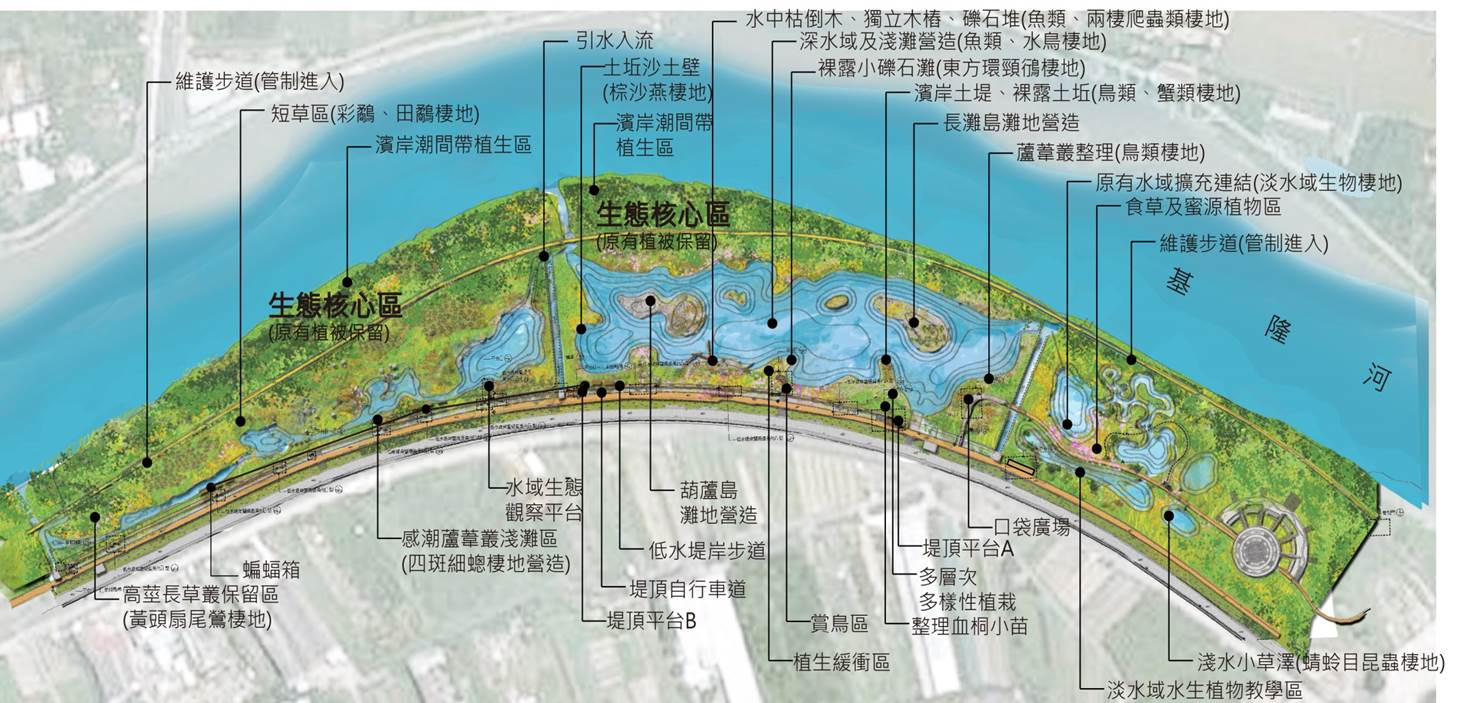 水中枯倒木、獨立木樁、礫石堆(魚類、兩棲爬蟲類棲地)
引水入流
深水域及淺灘營造(魚類、水鳥棲地)
維護步道(管制進入)
土坵沙土壁
(棕沙燕棲地)
裸露小礫石灘(東方環頸鴴棲地)
短草區(彩鷸、田鷸棲地)
濱岸土堤、裸露土坵(鳥類、蟹類棲地)
濱岸潮間帶植生區
濱岸潮間帶
植生區
長灘島灘地營造
蘆葦叢整理(鳥類棲地)
原有水域擴充連結(淡水域生物棲地)
食草及蜜源植物區
維護步道(管制進入)
生態核心區
(原有植被保留)
生態核心區
(原有植被保留)
基
隆
河
水域生態
觀察平台
葫蘆島
灘地營造
口袋廣場
感潮蘆葦叢淺灘區
(四斑細蟌棲地營造)
低水堤岸步道
堤頂平台A
蝙蝠箱
多層次
多樣性植栽
高莖長草叢保留區
(黃頭扇尾鶯棲地)
堤頂自行車道
堤頂平台B
賞鳥區
整理血桐小苗
植生緩衝區
淺水小草澤(蜻蛉目昆蟲棲地)
淡水域水生植物教學區